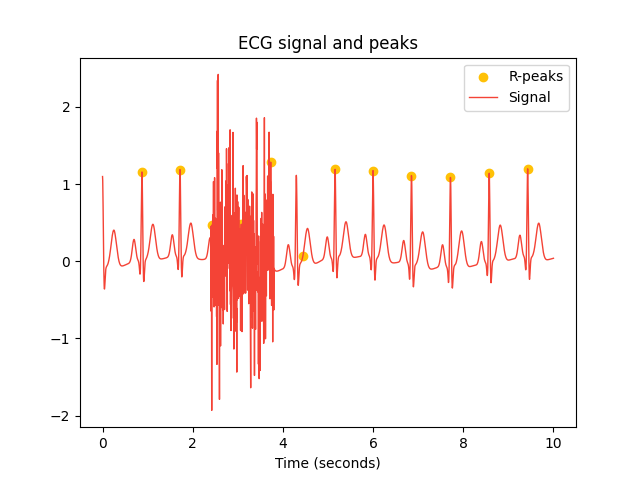 ECG signal and peaks
R-peaks
Signal
2
1
0
−1
−2
0 2 4 6 8 10
Time (seconds)